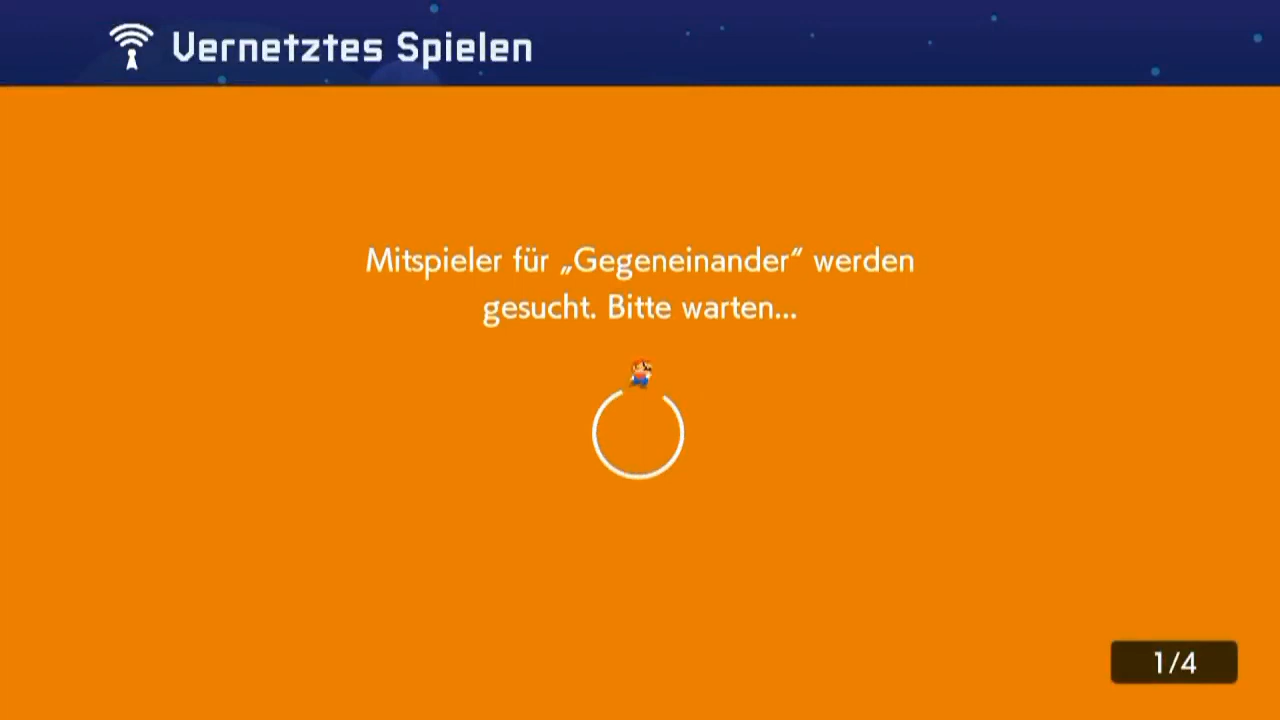 Vernetztes Spielen
Mitspieler für „Gegeneinander“ werden
gesucht. Bitte warten...
1/4